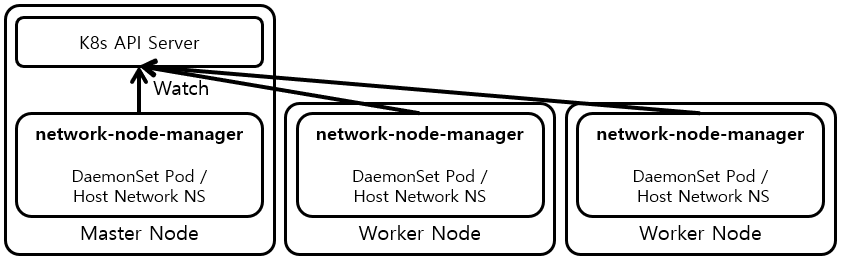 K8s API Server
Watch
network-node-manager
DaemonSet Pod /
Host Network NS
Master Node
network-node-manager
DaemonSet Pod /
Host Network NS
Worker Node
network-node-manager
DaemonSet Pod /
Host Network NS
Worker Node